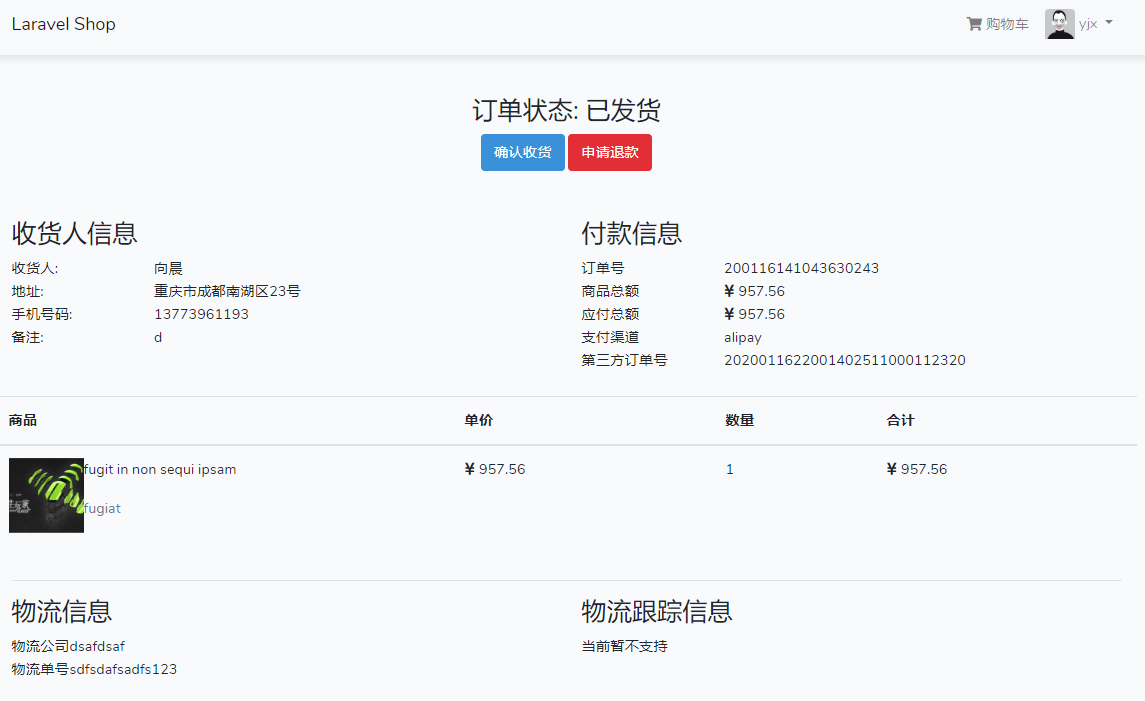 Laravel Shop
购物车 yjx
订单状态: 已发货
确认收货 申请退款
收货人信息
收货人: 向晨
地址: 重庆市成都南湖区23号
手机号码: 13773961193
备注: d
付款信息
订单号 200116141043630243
商品总额 ¥ 957.56
应付总额 ¥ 957.56
支付渠道 alipay
第三方订单号 2020011622001402511000112320
商品 单价 数量 合计
fugit in non sequi ipsam ¥ 957.56 1 ¥ 957.56
fugiat
物流信息
物流公司dsafdsaf
物流单号sdfsdafsadfs123
物流跟踪信息
当前暂不支持